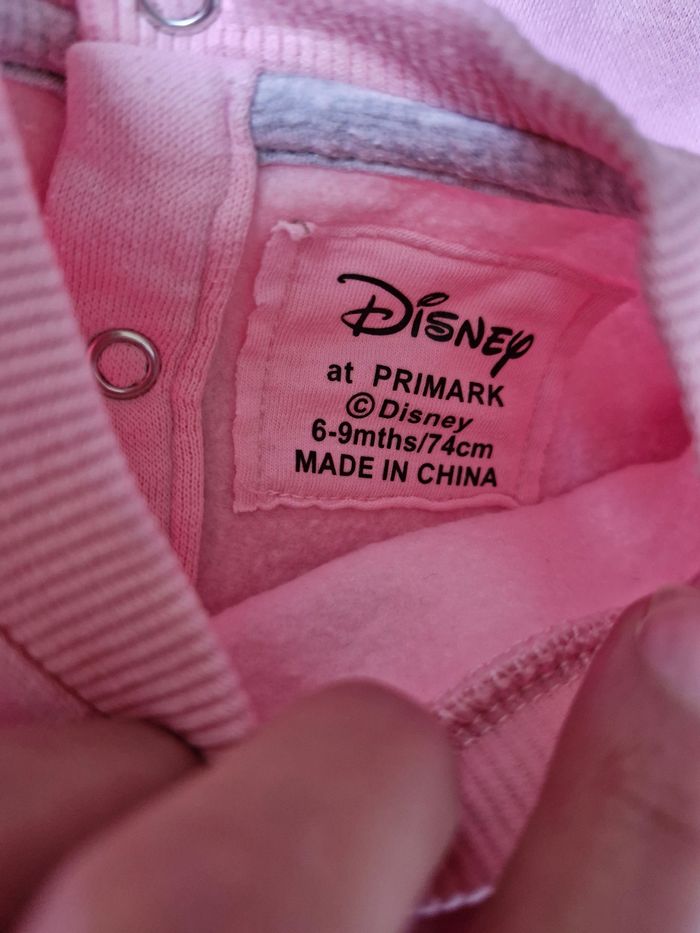 Disney
at PRIMARK
©Disney
6-9mths/74cm
MADE IN CHINA